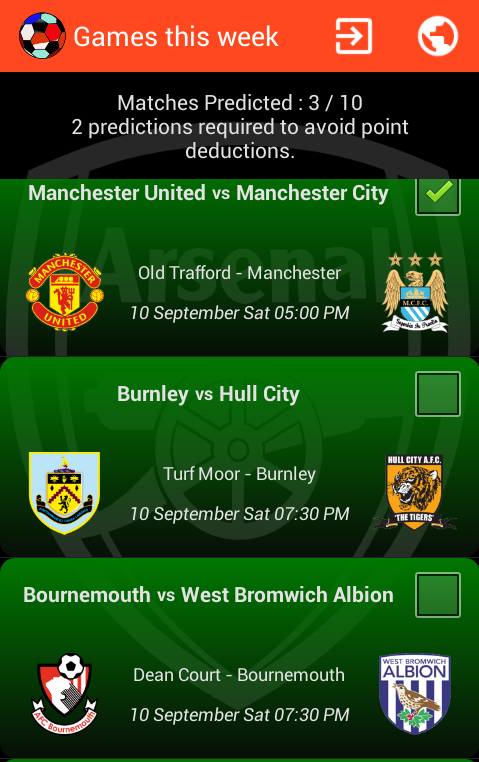 Games this week
Matches Predicted : 3 / 10
2 predictions required to avoid point
deductions.
Arsenal
Manchester United vs Manchester City
MANCHESTER
UNITED
Old Trafford - Manchester
10 September Sat 05:00 PM
M.C.F.C.
Superbia in Proelia
Burnley vs Hull City
Turf Moor - Burnley
10 September Sat 07:30 PM
HULL CITY A.F.C.
'THE TIGERS'
Bournemouth vs West Bromwich Albion
AFC Bournemouth
Dean Court - Bournemouth
10 September Sat 07:30 PM
WEST BROMWICH
ALBION